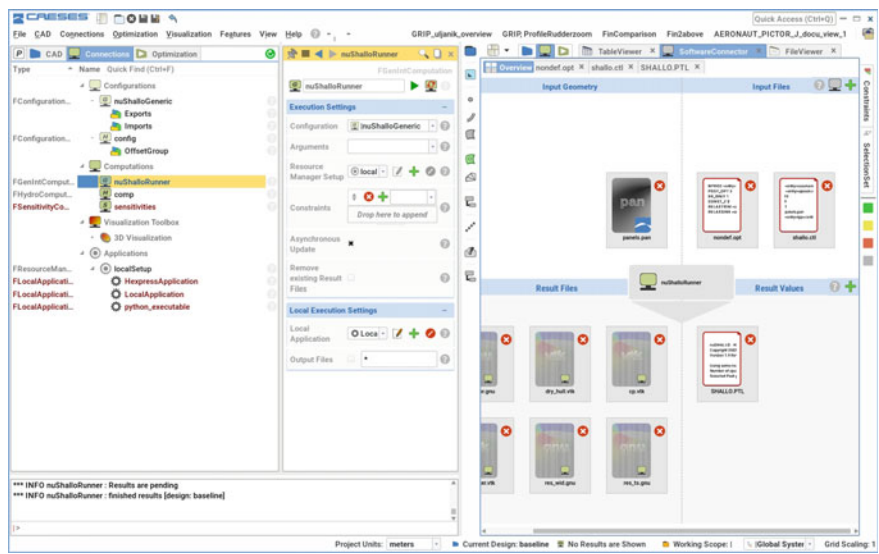 CAESES
Quick Access (Ctrl+Q)
File CAD Connections Optimization Visualization Features View Help
GRIP_uljanik_overview GRIP_ProfileRudderzoom FinComparison Fin2above AERONAUT_PICTOR_J_docu_view_1
CAD Connections Optimization
nuShalloRunner
TableViewer × SoftwareConnector × FileViewer ×
Overview nondef.opt × shallo.ctl × SHALLO.PTL ×
Type Name Quick Find (Ctrl+F)
Configurations
FConfiguration... nuShalloGeneric
Exports
Imports
FConfiguration... config
OffsetGroup
Computations
FGenIntComput... nuShalloRunner
FHydroComput... comp
FSensitivityCo... sensitivities
Visualization Toolbox
3D Visualization
Applications
FResourceMan... localSetup
FLocalApplicati... HexpressApplication
FLocalApplicati... LocalApplication
FLocalApplicati... python_executable
FGenIntComputation
nuShalloRunner
Execution Settings
Configuration |nuShalloGeneric
Arguments
Resource
Manager Setup local
Constraints
Drop here to append
Asynchronous
Update
Remove
existing Result
Files
Local Execution Settings
Local
Application Loca
Output Files *
Input Geometry Input Files
pan
panels.pan nondef.opt shallo.ctl
nuShalloRunner
Result Files Result Values
er.gnu dry_hull.vtk cp.vtk SHALLO.PTL
er.vtk res_wid.gnu res_ts.gnu
Constraints
SelectionSet
*** INFO nuShalloRunner : Results are pending
*** INFO nuShalloRunner : finished results [design: baseline]
|>
Project Units: meters Current Design: baseline No Results are Shown Working Scope: | |Global System Grid Scaling: 1